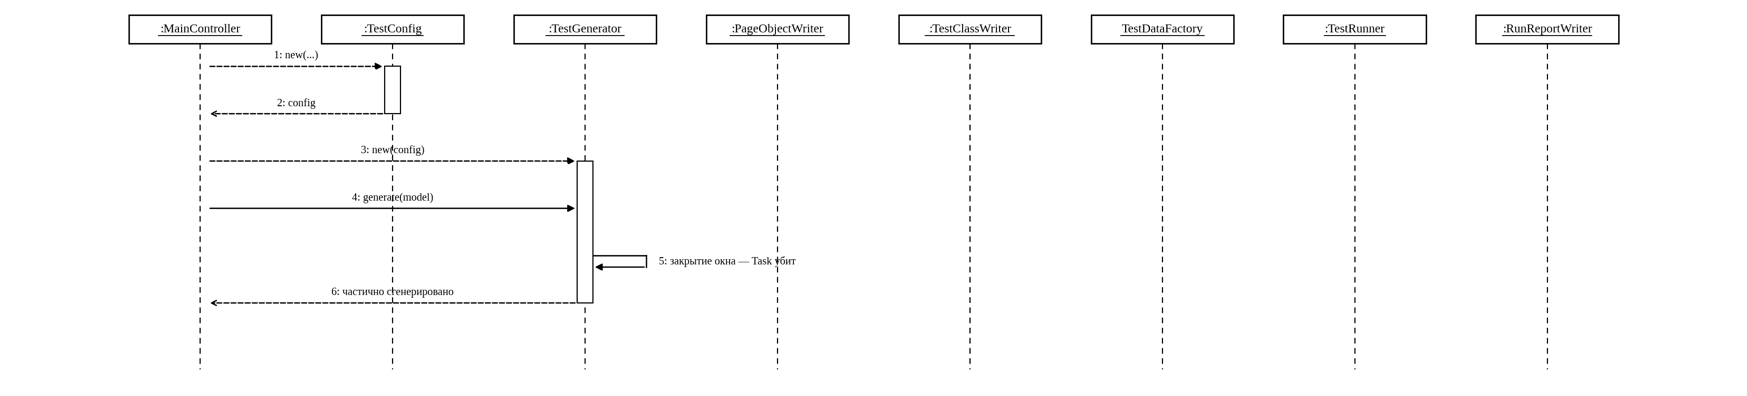 :MainController
:TestConfig
:TestGenerator
:PageObjectWriter
:TestClassWriter
TestDataFactory
:TestRunner
:RunReportWriter
1: new(...)
2: config
3: new(config)
4: generate(model)
5: закрытие окна — Task убит
6: частично сгенерировано